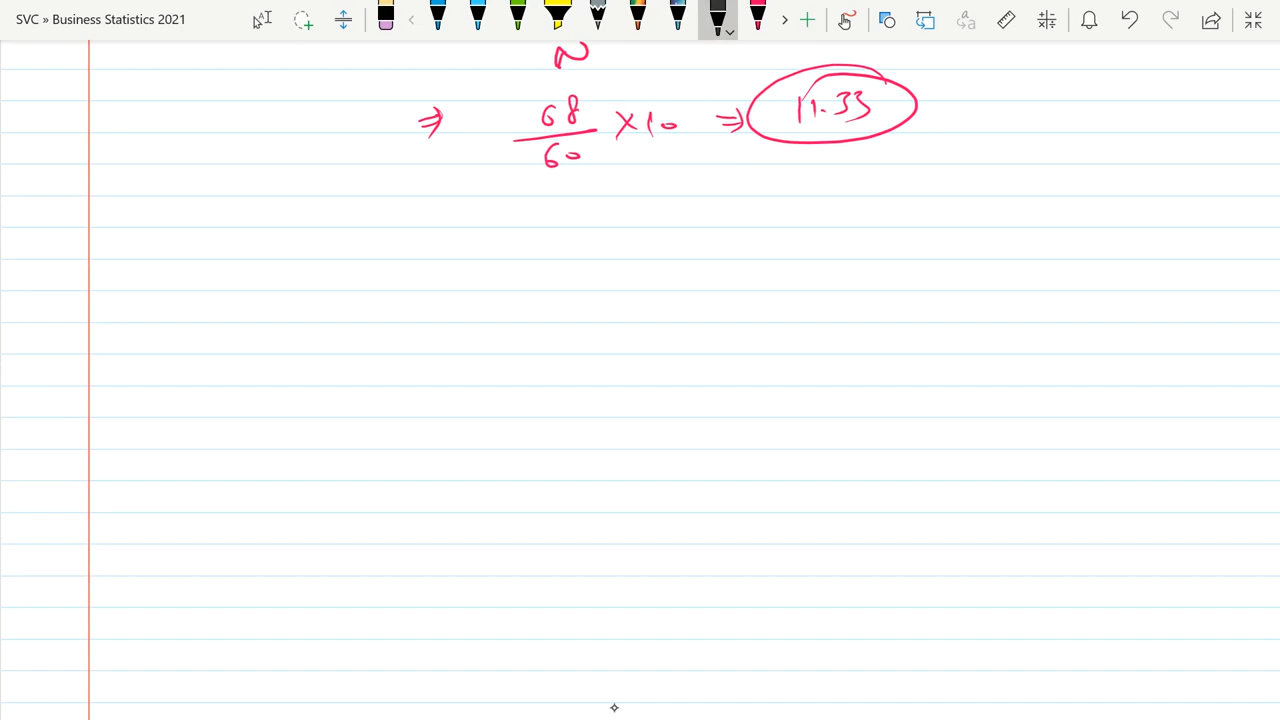 SVC » Business Statistics 2021
N
⇒ 68/60 × 10 ⇒ 11.33